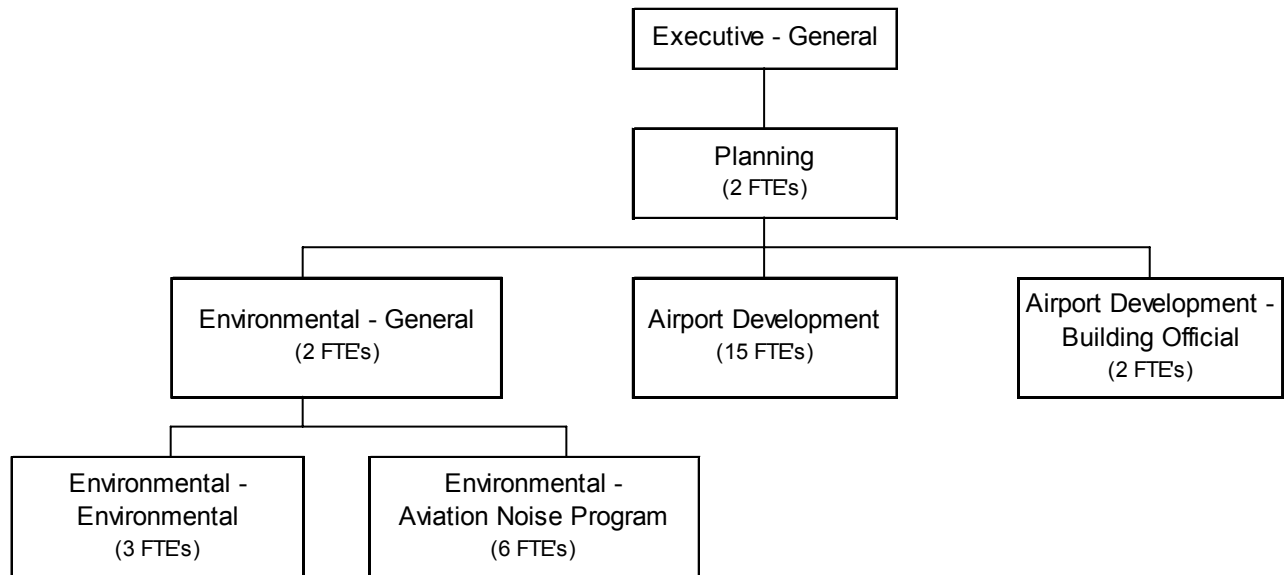 Executive - General
Planning
(2 FTE's)
Environmental - General
(2 FTE's)
Airport Development
(15 FTE's)
Airport Development -
Building Official
(2 FTE's)
Environmental -
Environmental
(3 FTE's)
Environmental -
Aviation Noise Program
(6 FTE's)